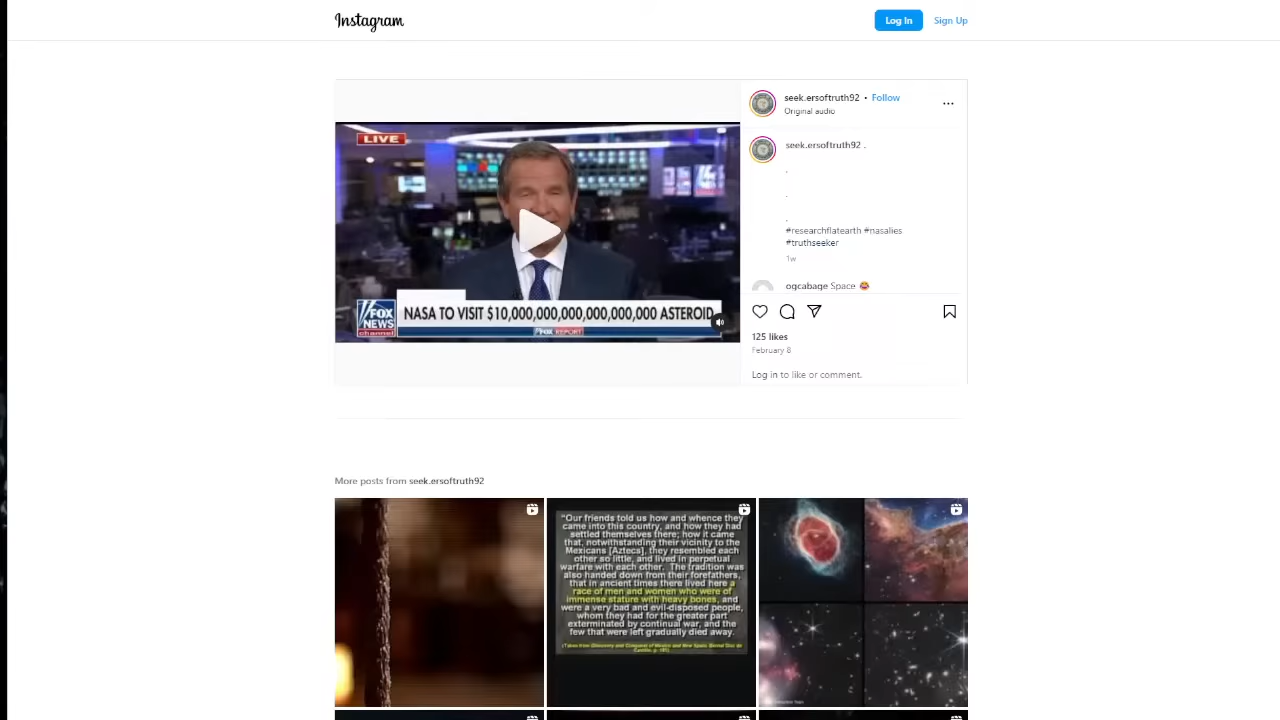 Instagram
Log In
Sign Up
seek.ersoftruth92 • Follow
Original audio
seek.ersoftruth92 .
.
.
.
#researchflatearth #nasalies
#truthseeker
1w
ogcabage Space
125 likes
February 8
Log in to like or comment.
LIVE
FOX
NEWS
channel
NASA TO VISIT $10,000,000,000,000,000,000 ASTEROID
FOX REPORT
More posts from seek.ersoftruth92
"Our friends told us how and whence they
came into this country, and how they had
settled themselves there; how it came
that, notwithstanding their vicinity to the
Mexicans [Aztecs], they resembled each
other so little, and lived in perpetual
warfare with each other. The tradition was
also handed down from their forefathers,
that in ancient times there lived here a
race of men and women who were of
immense stature with heavy bones, and
were a very bad and evil-disposed people,
whom they had for the greater part
exterminated by continual war, and the
few that were left gradually died away.